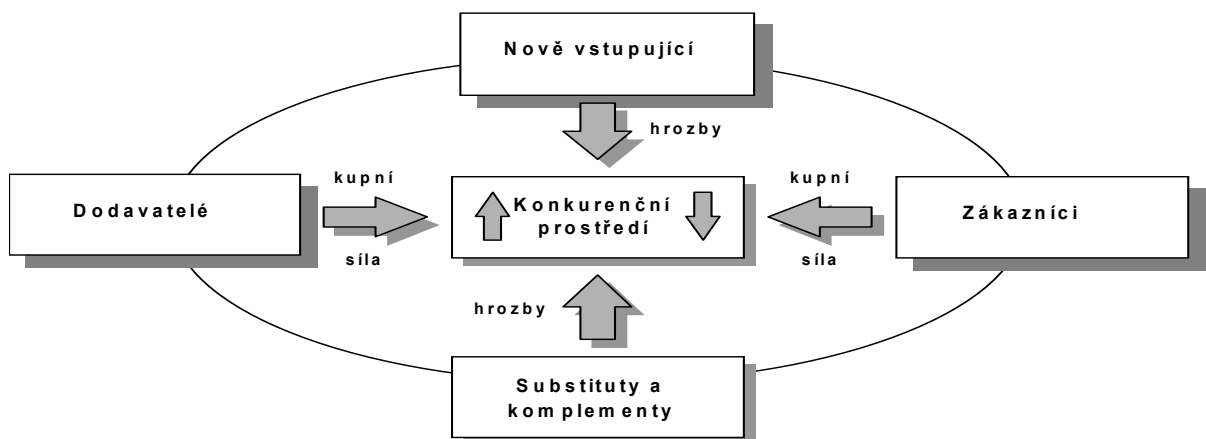 Nově vstupující
hrozby
kupní
kupní
Dodavatelé
Konkurenční
prostředí
Zákazníci
síla
síla
hrozby
Substituty a
komplementy